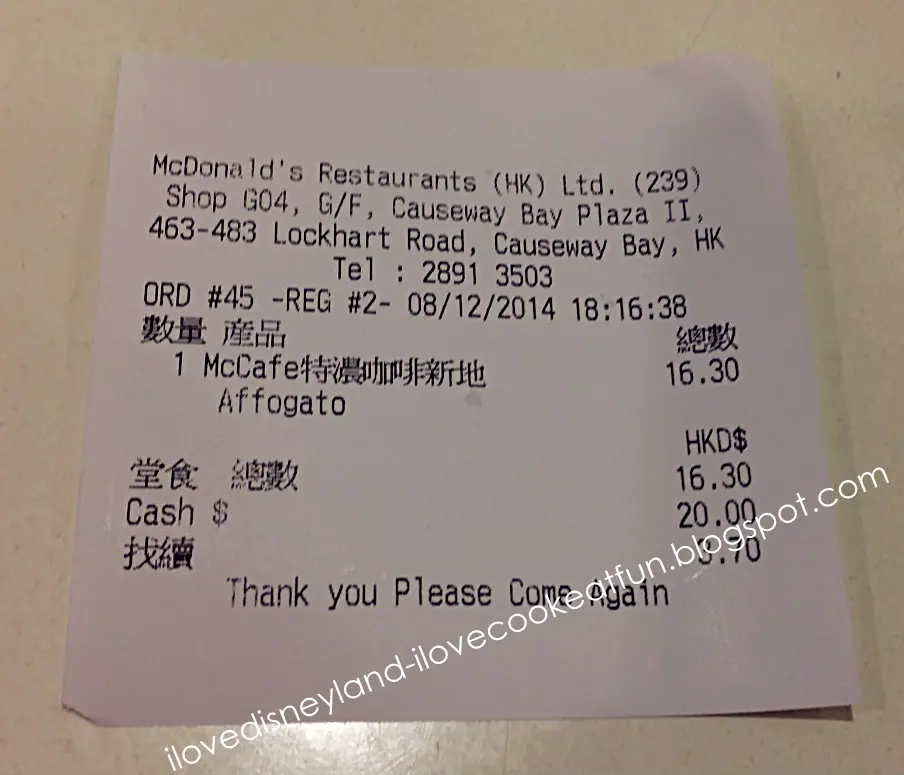 McDonald's Restaurants (HK) Ltd. (239)
Shop G04, G/F, Causeway Bay Plaza II,
463-483 Lockhart Road, Causeway Bay, HK
Tel : 2891 3503
ORD #45 -REG #2- 08/12/2014 18:16:38
數量 產品 總數
1 McCafe特濃咖啡新地 16.30
Affogato
HKD$
堂食 總數 16.30
Cash $ 20.00
找續 3.70
Thank you Please Come Again
ilovedisneyland-ilovecookeatfun.blogspot.com